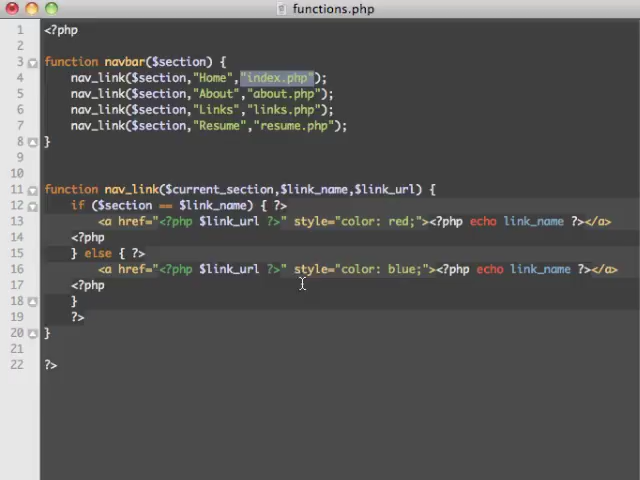 functions.php
1 <?php
2
3 function navbar($section) {
4 nav_link($section,"Home","index.php");
5 nav_link($section,"About","about.php");
6 nav_link($section,"Links","links.php");
7 nav_link($section,"Resume","resume.php");
8 }
9
10
11 function nav_link($current_section,$link_name,$link_url) {
12 if ($section == $link_name) { ?>
13 <a href="<?php $link_url ?>" style="color: red;"><?php echo link_name ?></a>
14 <?php
15 } else { ?>
16 <a href="<?php $link_url ?>" style="color: blue;"><?php echo link_name ?></a>
17 <?php
18 }
19 ?>
20 }
21
22 ?>